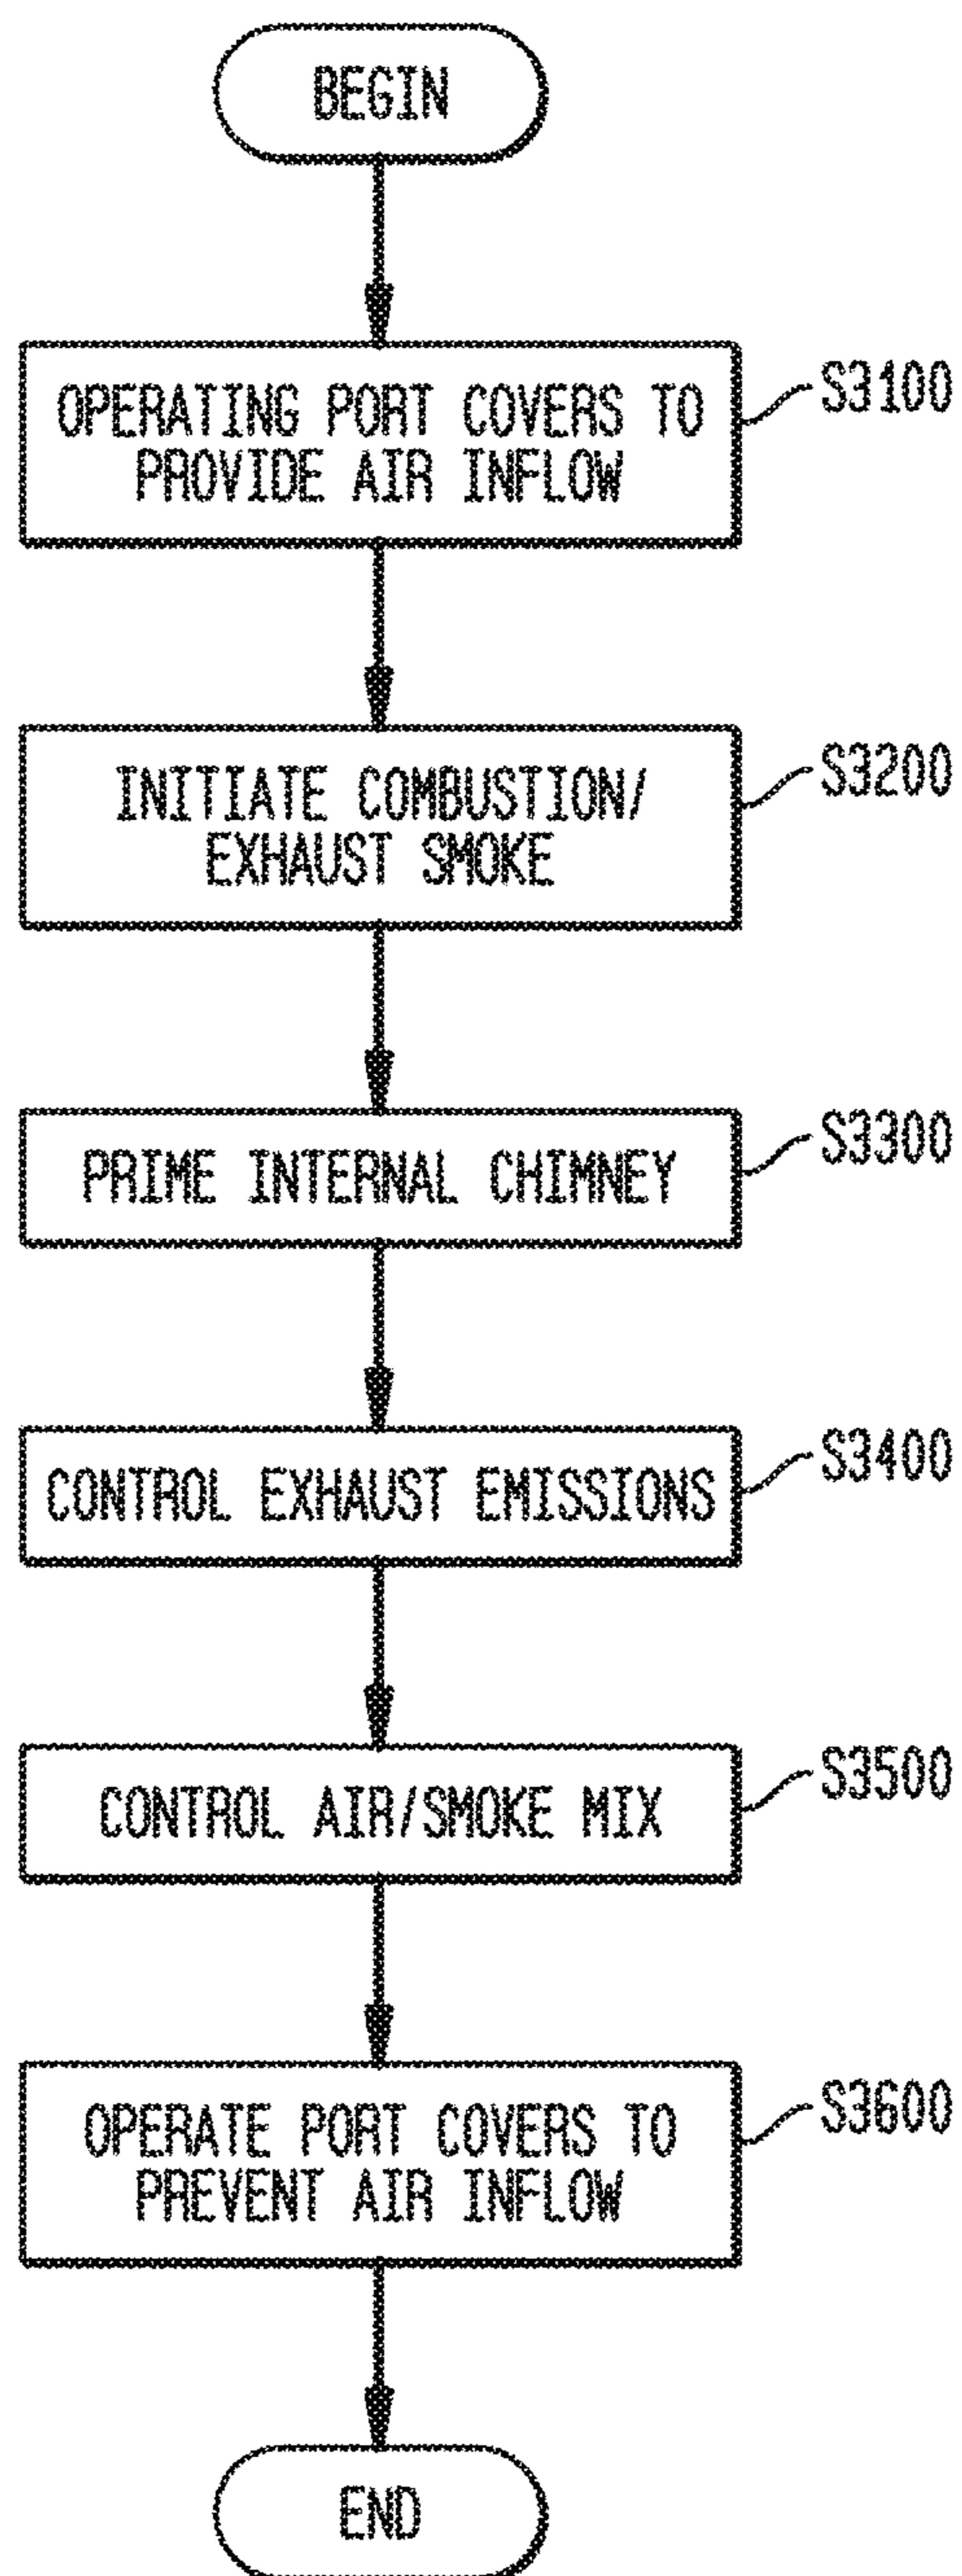 BEGIN
OPERATING PORT COVERS TO
PROVIDE AIR INFLOW
S3100
INITIATE COMBUSTION/
EXHAUST SMOKE
S3200
PRIME INTERNAL CHIMNEY
S3300
CONTROL EXHAUST EMISSIONS
S3400
CONTROL AIR/SMOKE MIX
S3500
OPERATE PORT COVERS TO
PREVENT AIR INFLOW
S3600
END